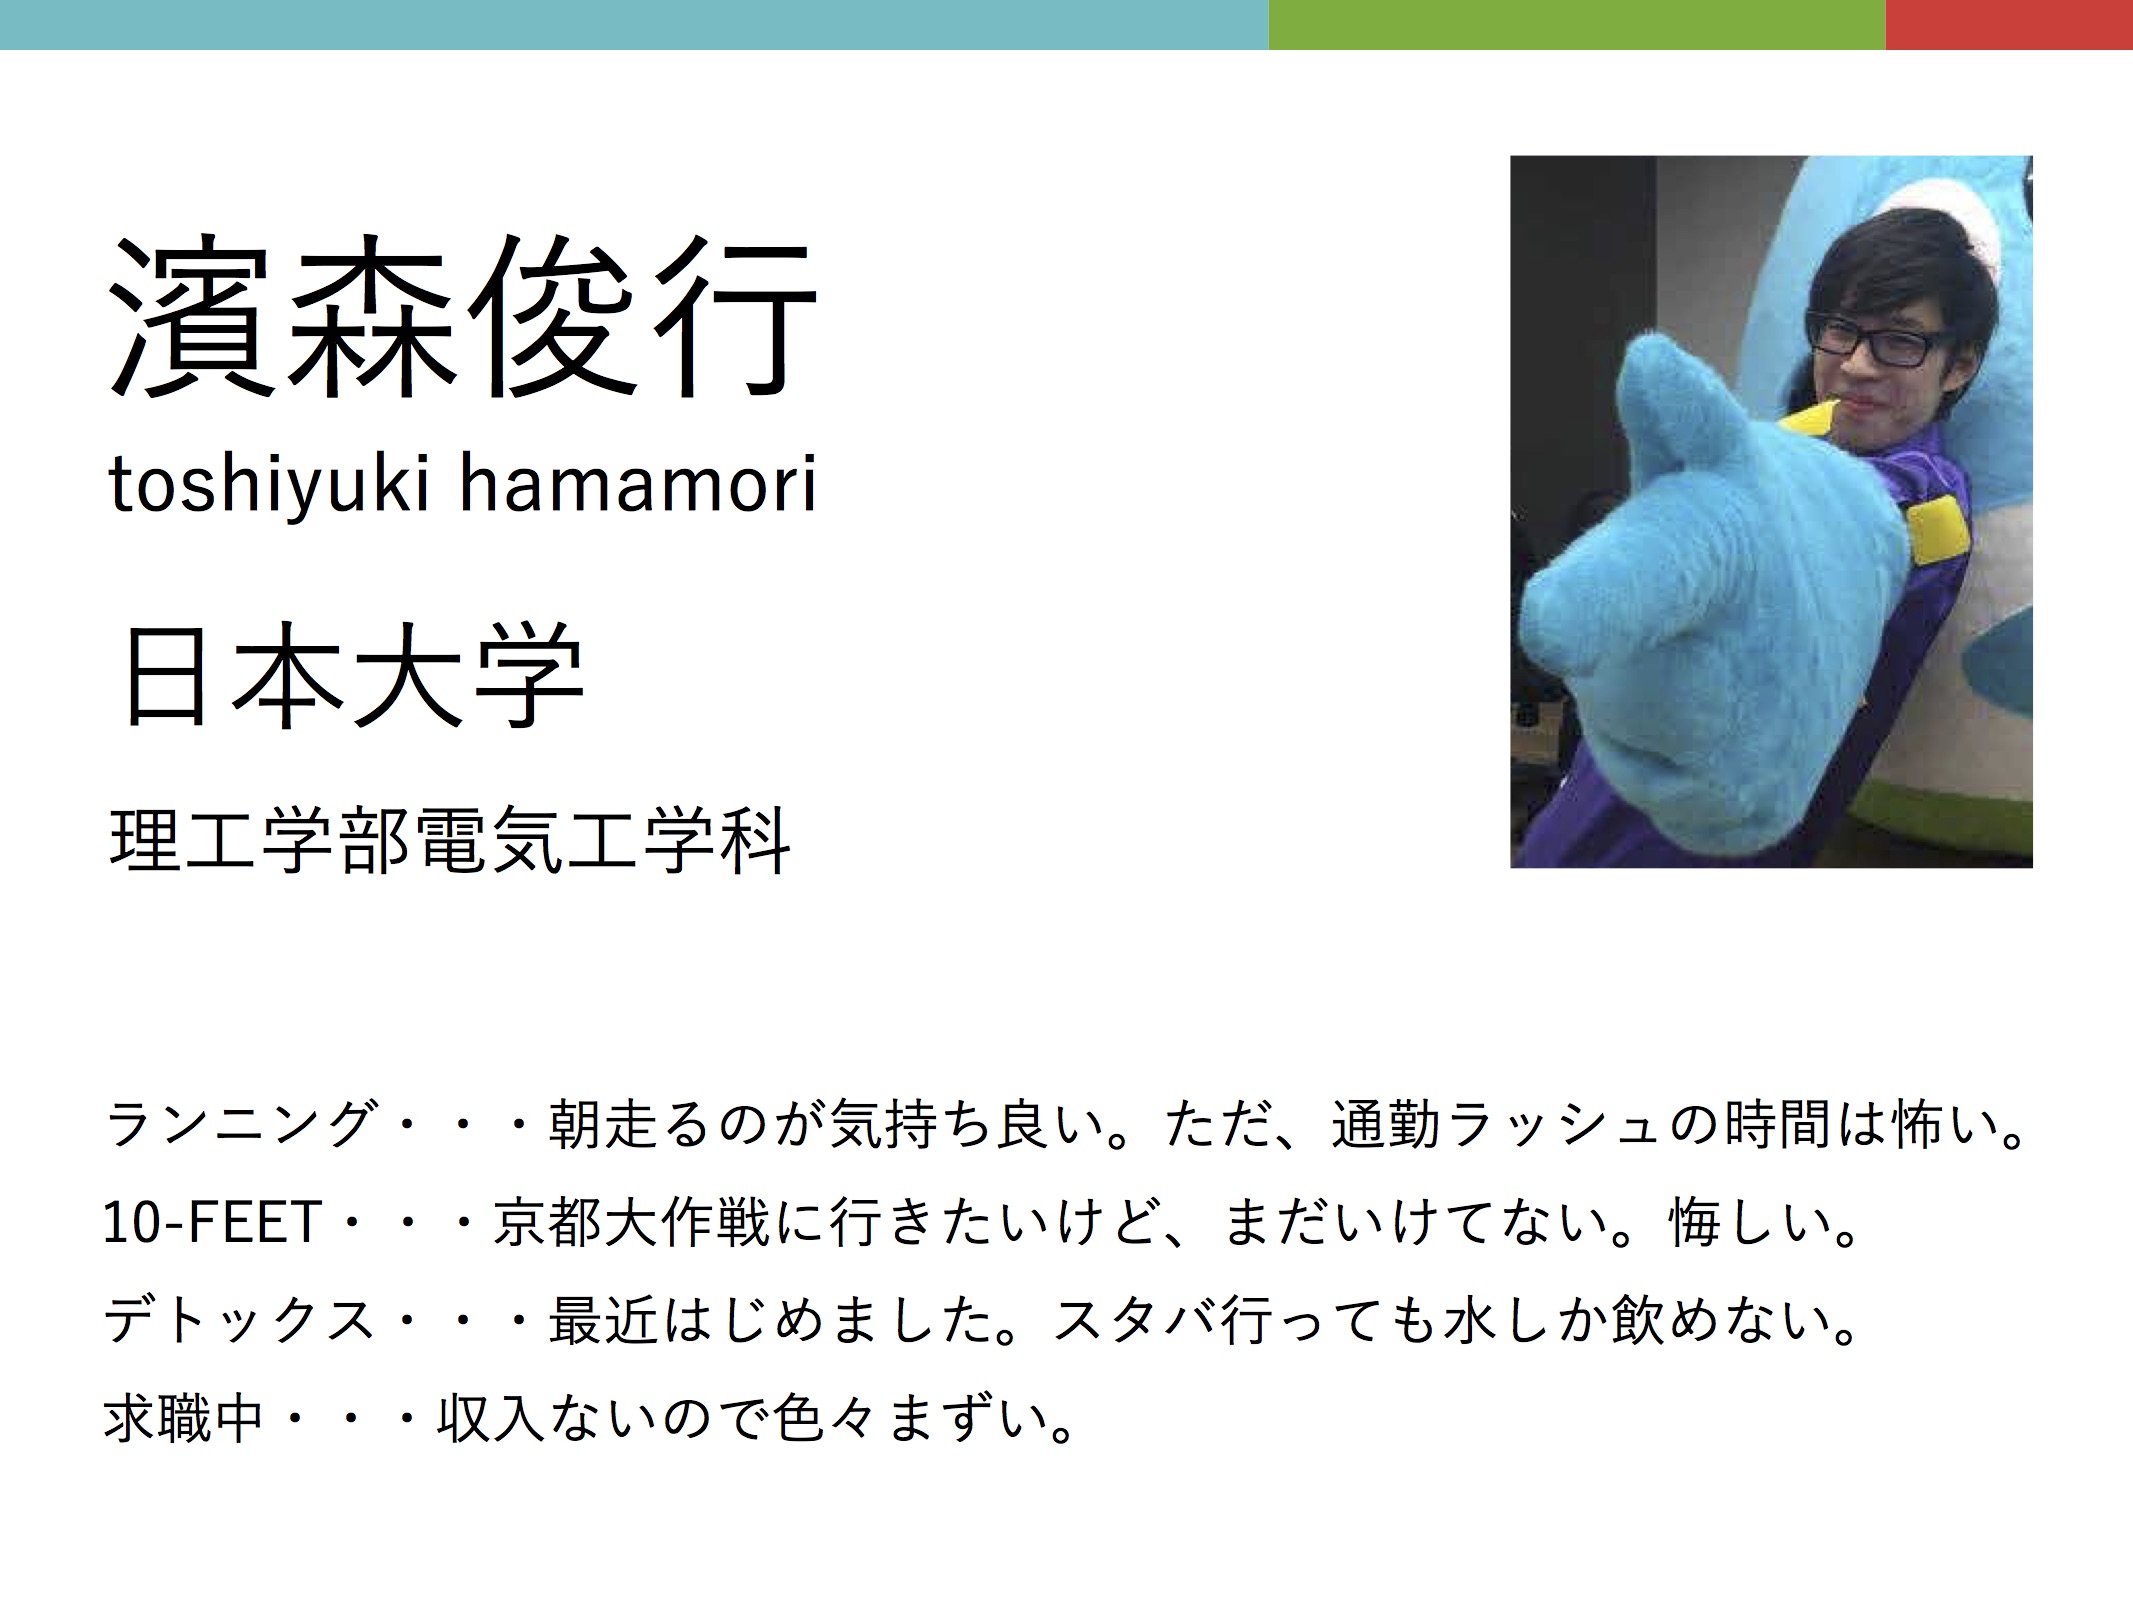 濱森俊行
toshiyuki hamamori
日本大学
理工学部電気工学科
ランニング・・・朝走るのが気持ち良い。ただ、通勤ラッシュの時間は怖い。
10-FEET・・・京都大作戦に行きたいけど、まだいけてない。悔しい。
デトックス・・・最近はじめました。スタバ行っても水しか飲めない。
求職中・・・収入ないので色々まずい。